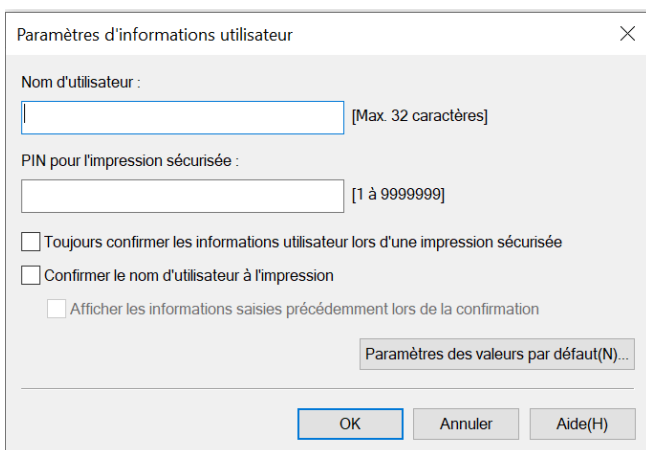 Paramètres d'informations utilisateur
Nom d'utilisateur :
[Max. 32 caractères]
PIN pour l'impression sécurisée :
[1 à 9999999]
Toujours confirmer les informations utilisateur lors d'une impression sécurisée
Confirmer le nom d'utilisateur à l'impression
Afficher les informations saisies précédemment lors de la confirmation
Paramètres des valeurs par défaut(N)...
OK Annuler Aide(H)